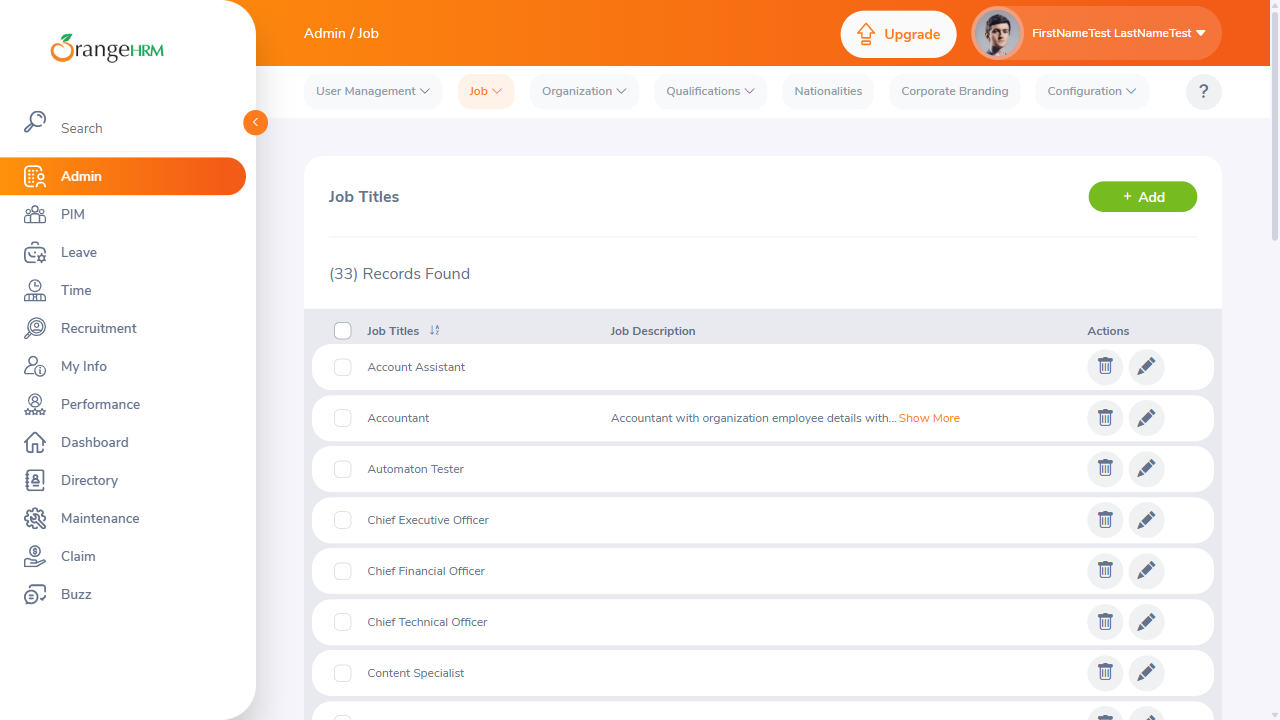 OrangeHRM
Admin / Job
Upgrade
FirstNameTest LastNameTest
User Management
Job
Organization
Qualifications
Nationalities
Corporate Branding
Configuration
?
Search
Admin
PIM
Leave
Time
Recruitment
My Info
Performance
Dashboard
Directory
Maintenance
Claim
Buzz
Job Titles
+ Add
(33) Records Found
Job Titles Job Description Actions
Account Assistant
Accountant Accountant with organization employee details with... Show More
Automaton Tester
Chief Executive Officer
Chief Financial Officer
Chief Technical Officer
Content Specialist